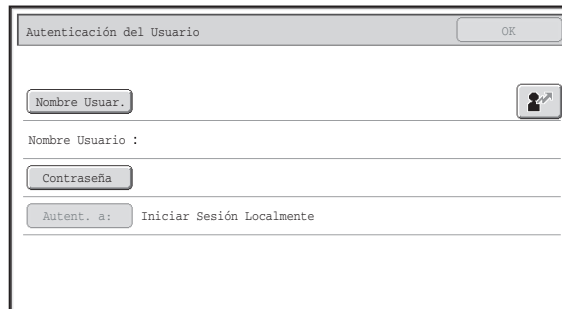 Autenticación del Usuario OK
Nombre Usuar.
Nombre Usuario :
Contraseña
Autent. a: Iniciar Sesión Localmente